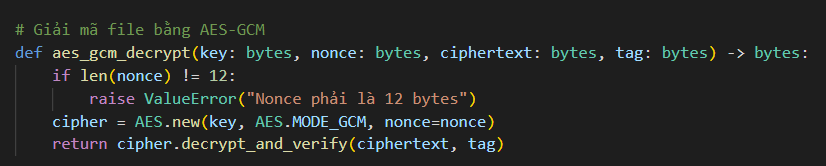 # Giải mã file bằng AES-GCM
def aes_gcm_decrypt(key: bytes, nonce: bytes, ciphertext: bytes, tag: bytes) -> bytes:
    if len(nonce) != 12:
        raise ValueError("Nonce phải là 12 bytes")
    cipher = AES.new(key, AES.MODE_GCM, nonce=nonce)
    return cipher.decrypt_and_verify(ciphertext, tag)